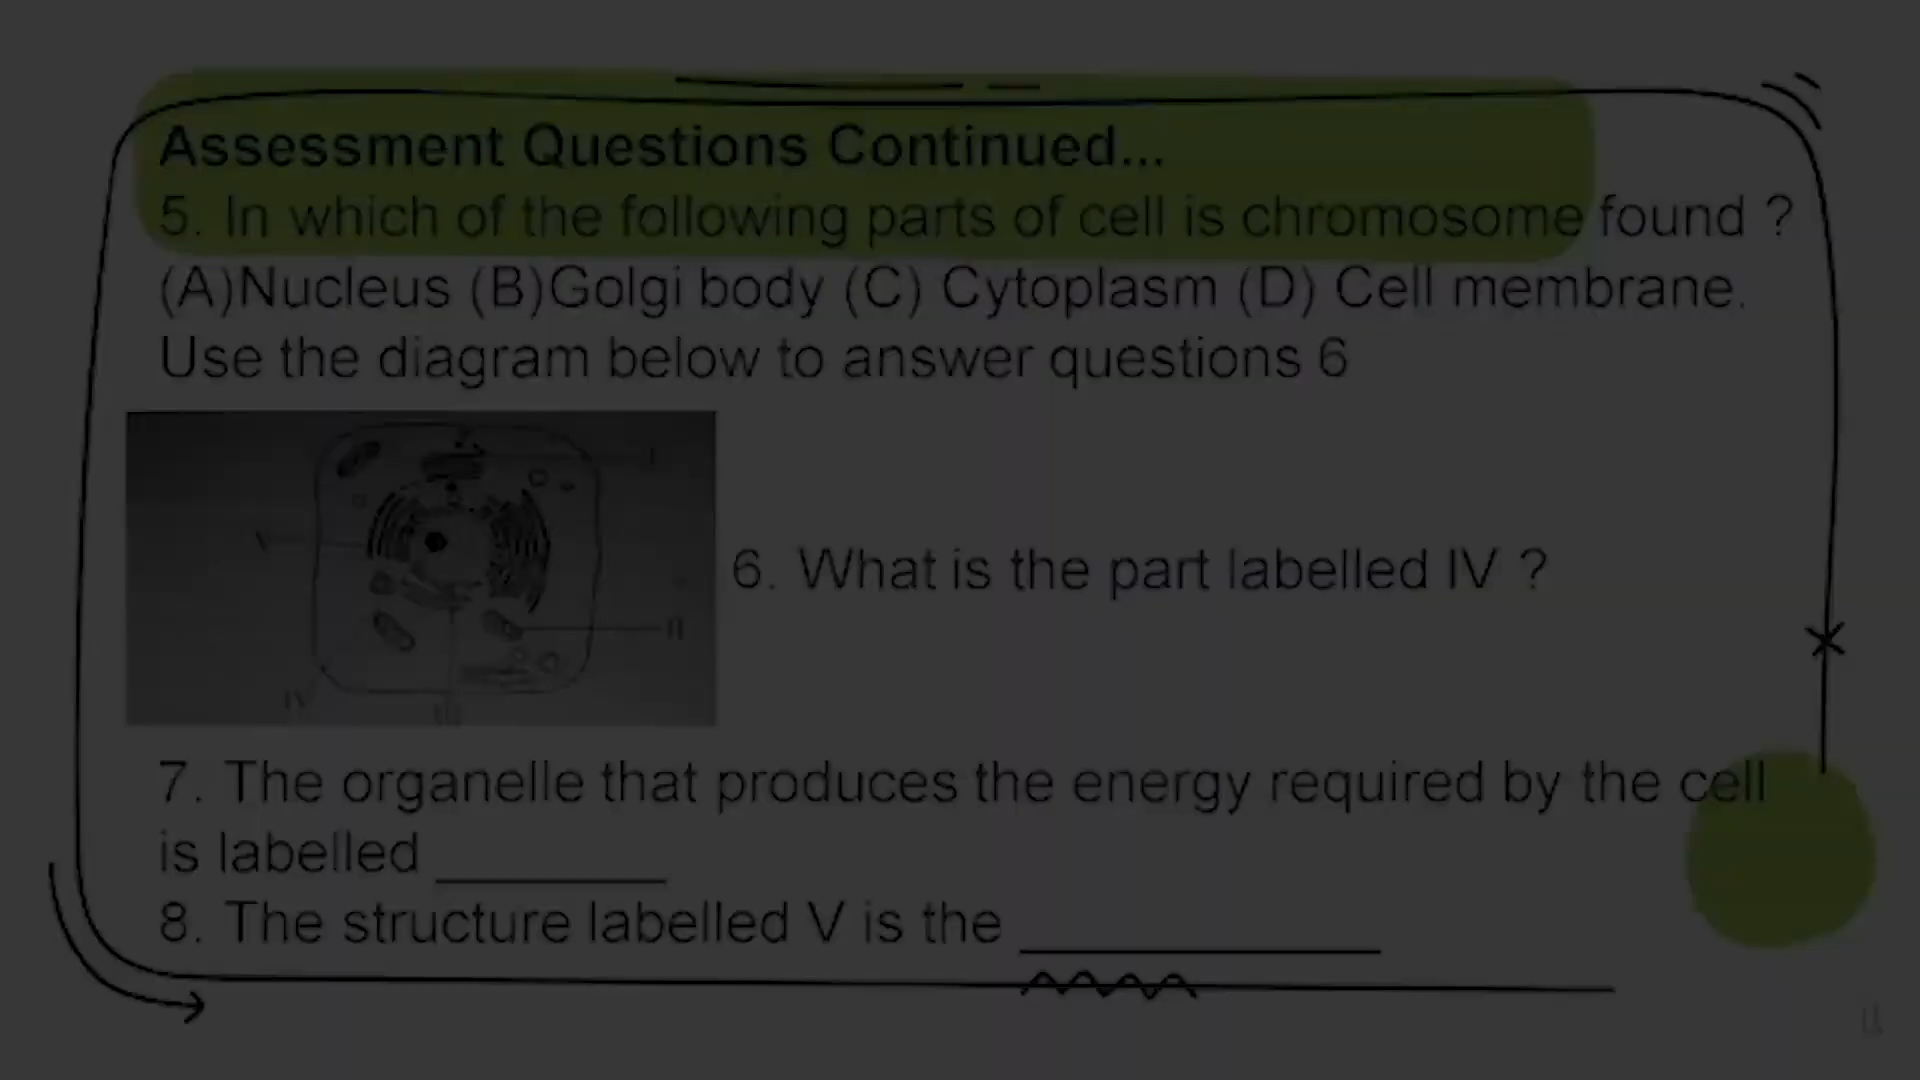 Assessment Questions Continued...
5. In which of the following parts of cell is chromosome found ?
(A)Nucleus (B)Golgi body (C) Cytoplasm (D) Cell membrane.
Use the diagram below to answer questions 6
I
V
6. What is the part labelled IV ?
II
IV
III
7. The organelle that produces the energy required by the cell
is labelled ________
8. The structure labelled V is the ____________